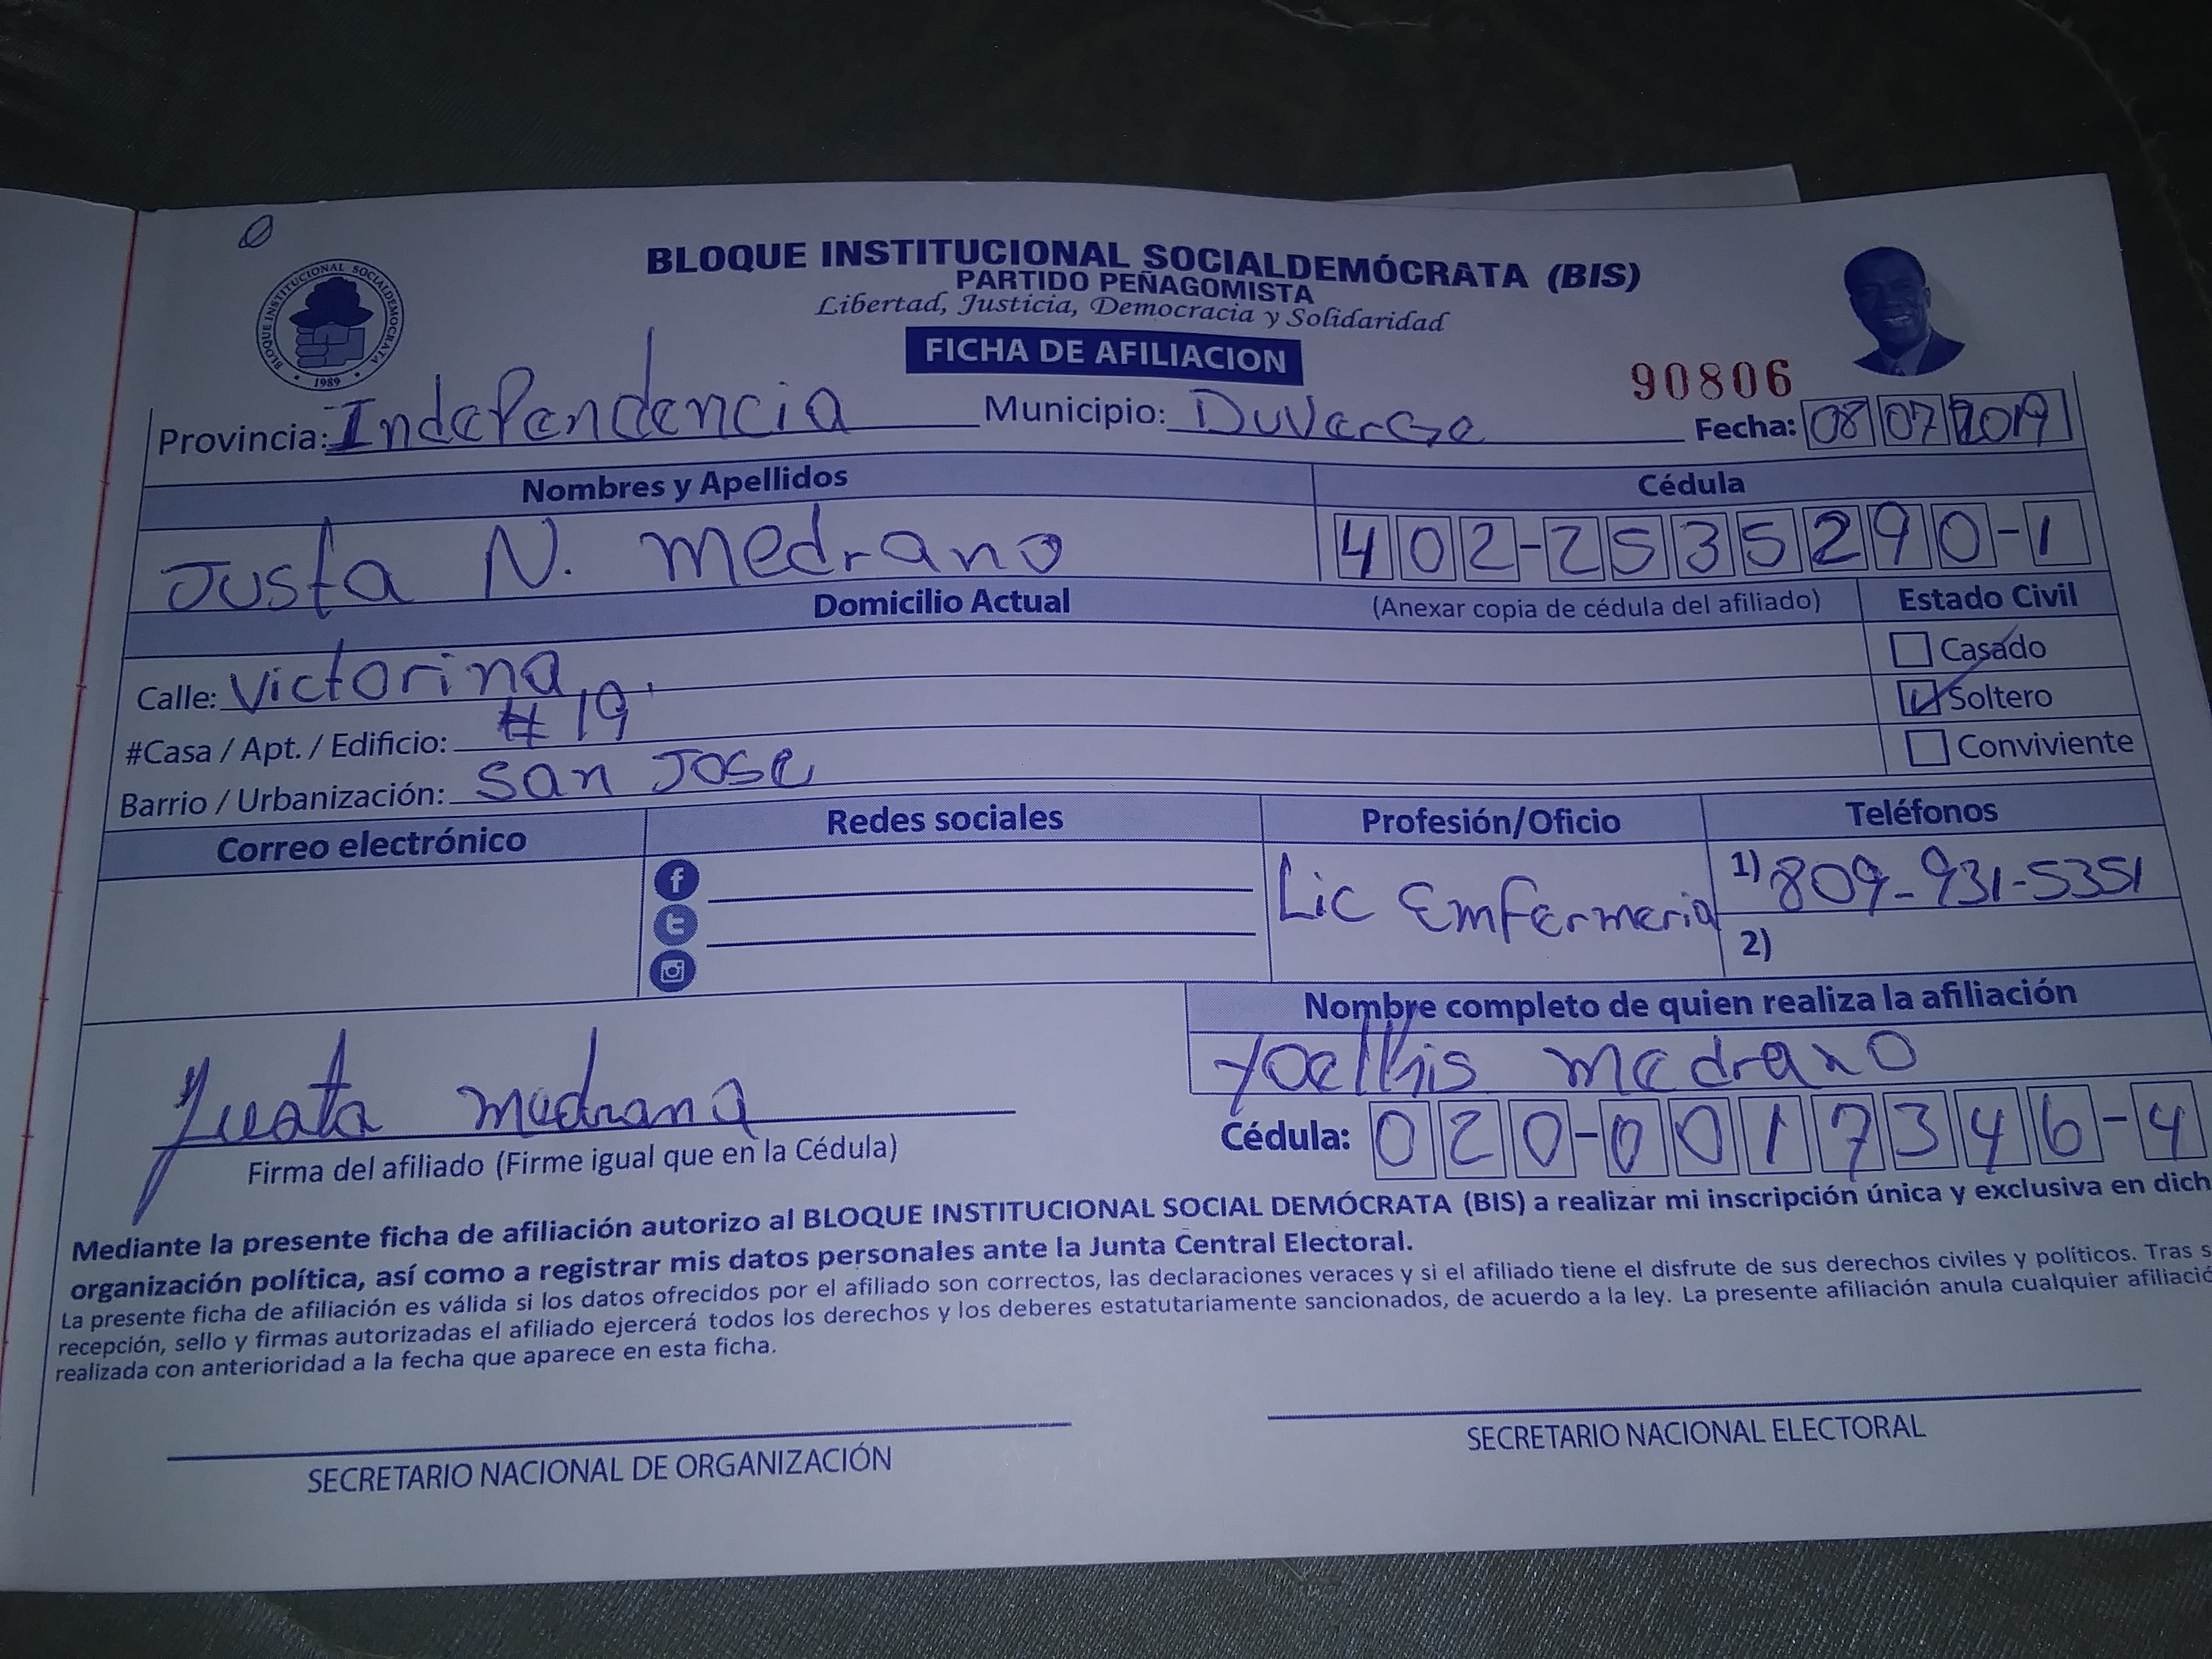 BLOQUE INSTITUCIONAL SOCIALDEMOCRATA
1989
BLOQUE INSTITUCIONAL SOCIALDEMÓCRATA (BIS)
PARTIDO PEÑAGOMISTA
Libertad, Justicia, Democracia y Solidaridad
FICHA DE AFILIACION
90806
Provincia: Independencia Municipio: Duverge Fecha: 08 07 2019
Nombres y Apellidos Cédula
Justa N. medrano 402-2535290-1
Domicilio Actual (Anexar copia de cédula del afiliado) Estado Civil
Calle: Victorina Casado
#Casa / Apt. / Edificio: #19 Soltero
Barrio / Urbanización: San Jose Conviviente
Correo electrónico Redes sociales Profesión/Oficio Teléfonos
Lic Emfermeria 1) 809-931-5351
2)
Nombre completo de quien realiza la afiliación
Yoelkis medrano
Justa medrano
Firma del afiliado (Firme igual que en la Cédula) Cédula: 020-0017346-4
Mediante la presente ficha de afiliación autorizo al BLOQUE INSTITUCIONAL SOCIAL DEMÓCRATA (BIS) a realizar mi inscripción única y exclusiva en dich
organización política, así como a registrar mis datos personales ante la Junta Central Electoral.
La presente ficha de afiliación es válida si los datos ofrecidos por el afiliado son correctos, las declaraciones veraces y si el afiliado tiene el disfrute de sus derechos civiles y políticos. Tras s
recepción, sello y firmas autorizadas el afiliado ejercerá todos los derechos y los deberes estatutariamente sancionados, de acuerdo a la ley. La presente afiliación anula cualquier afiliació
realizada con anterioridad a la fecha que aparece en esta ficha.
SECRETARIO NACIONAL DE ORGANIZACIÓN SECRETARIO NACIONAL ELECTORAL